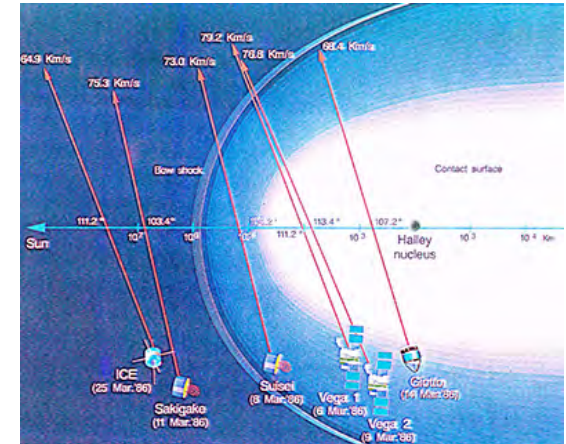 64.9 Km/s
75.3 Km/s
73.0 Km/s
79.2 Km/s
76.8 Km/s
68.4 Km/s
Bow shock
Contact surface
111.2°
103.4°
111.2°
113.4°
107.2°
Sun
10⁷
10⁶
10³
10³
10⁴ Km
Halley
nucleus
ICE
(25 Mar.'86)
Sakigake
(11 Mar.'86)
Suisei
(8 Mar.'86)
Vega 1
(6 Mar.'86)
Vega 2
(9 Mar.'86)
Giotto
(14 Mar.'86)